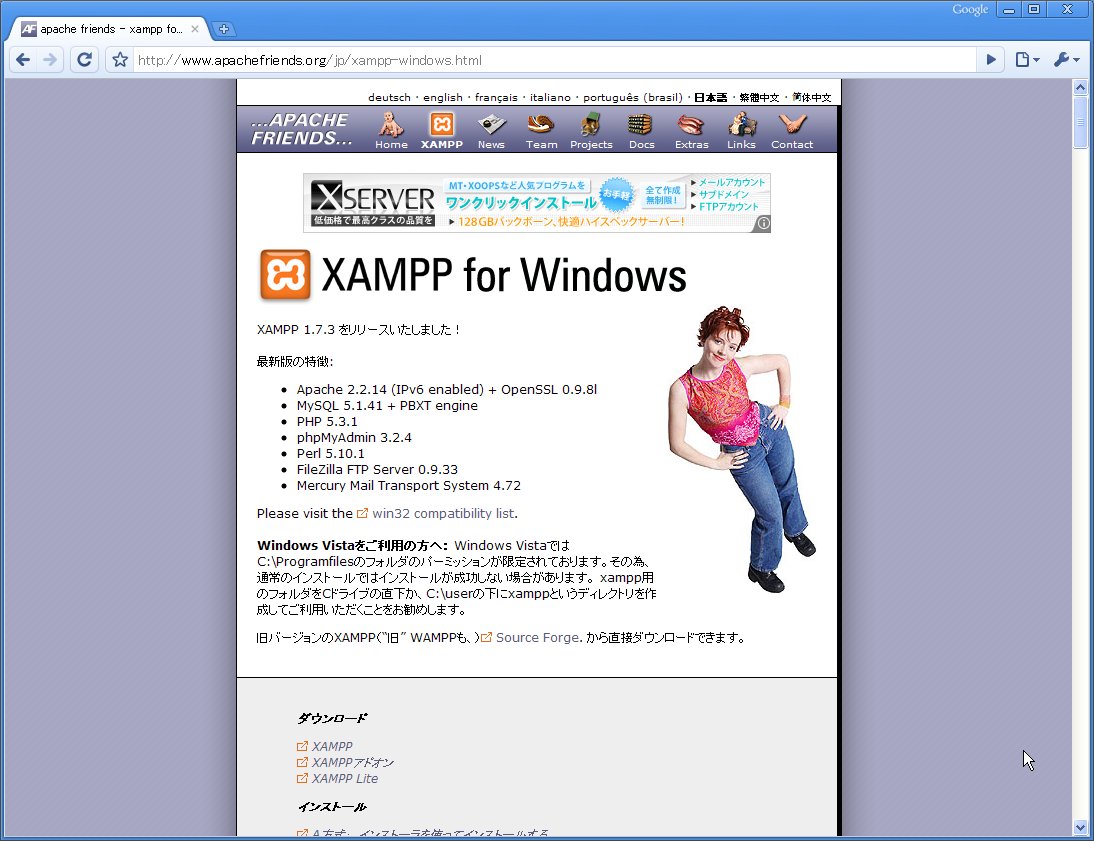 Google
apache friends - xampp fo...
http://www.apachefriends.org/jp/xampp-windows.html
deutsch · english · français · italiano · português (brasil) · 日本語 · 繁體中文 · 简体中文
...APACHE
FRIENDS...
Home XAMPP News Team Projects Docs Extras Links Contact
XSERVER
低価格で最高クラスの品質を
MT・XOOPSなど人気プログラムを
ワンクリックインストール
お手軽
全て作成
無制限!
メールアカウント
サブドメイン
FTPアカウント
128GBバックボーン、快適ハイスペックサーバー!
XAMPP for Windows
XAMPP 1.7.3 をリリースいたしました！
最新版の特徴:
Apache 2.2.14 (IPv6 enabled) + OpenSSL 0.9.8l
MySQL 5.1.41 + PBXT engine
PHP 5.3.1
phpMyAdmin 3.2.4
Perl 5.10.1
FileZilla FTP Server 0.9.33
Mercury Mail Transport System 4.72
Please visit the win32 compatibility list.
Windows Vistaをご利用の方へ: Windows Vistaでは
C:\Programfilesのフォルダのパーミッションが限定されております。その為、
通常のインストールではインストールが成功しない場合があります。 xampp用
のフォルダをCドライブの直下か、C:\userの下にxamppというディレクトリを作
成してご利用いただくことをお勧めします。
旧バージョンのXAMPP(“旧” WAMPPも、) Source Forge. から直接ダウンロードできます。
ダウンロード
XAMPP
XAMPPアドオン
XAMPP Lite
インストール
A方式: インストーラを使ってインストールする